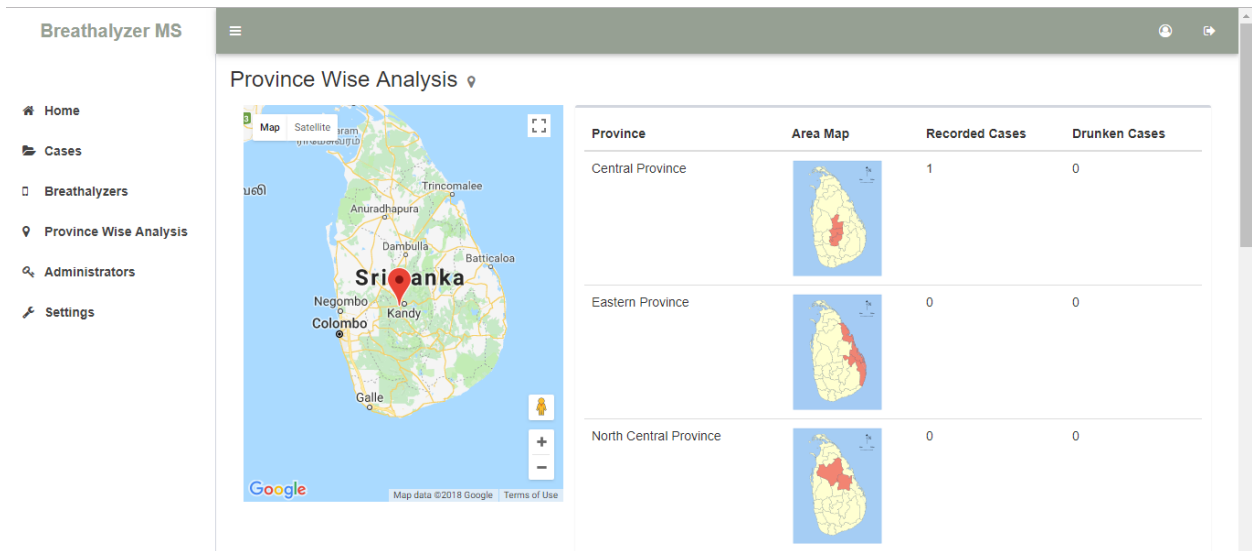 Breathalyzer MS
Home
Cases
Breathalyzers
Province Wise Analysis
Administrators
Settings
Province Wise Analysis
Map Satellite
Trincomalee
Anuradhapura
Dambulla
Batticaloa
Negombo
Kandy
Colombo
Galle
Google
Map data ©2018 Google Terms of Use
Province Area Map Recorded Cases Drunken Cases
Central Province 1 0
Eastern Province 0 0
North Central Province 0 0